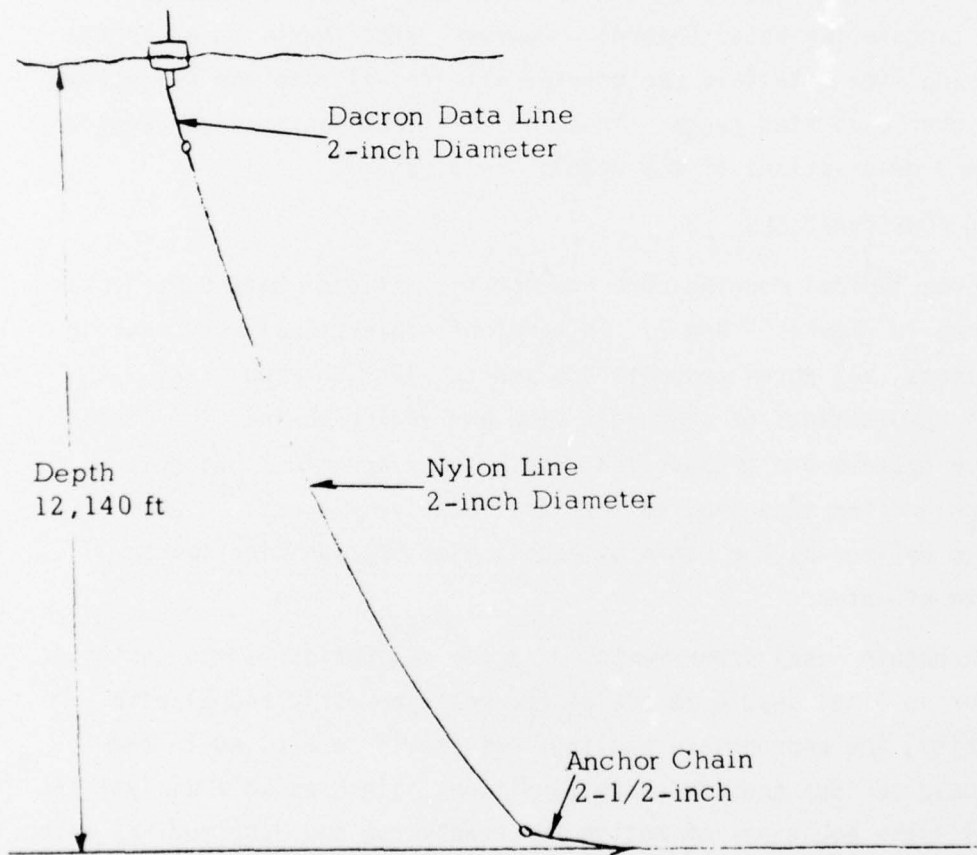 Dacron Data Line
2-inch Diameter
Depth
12,140 ft
Nylon Line
2-inch Diameter
Anchor Chain
2-1/2-inch